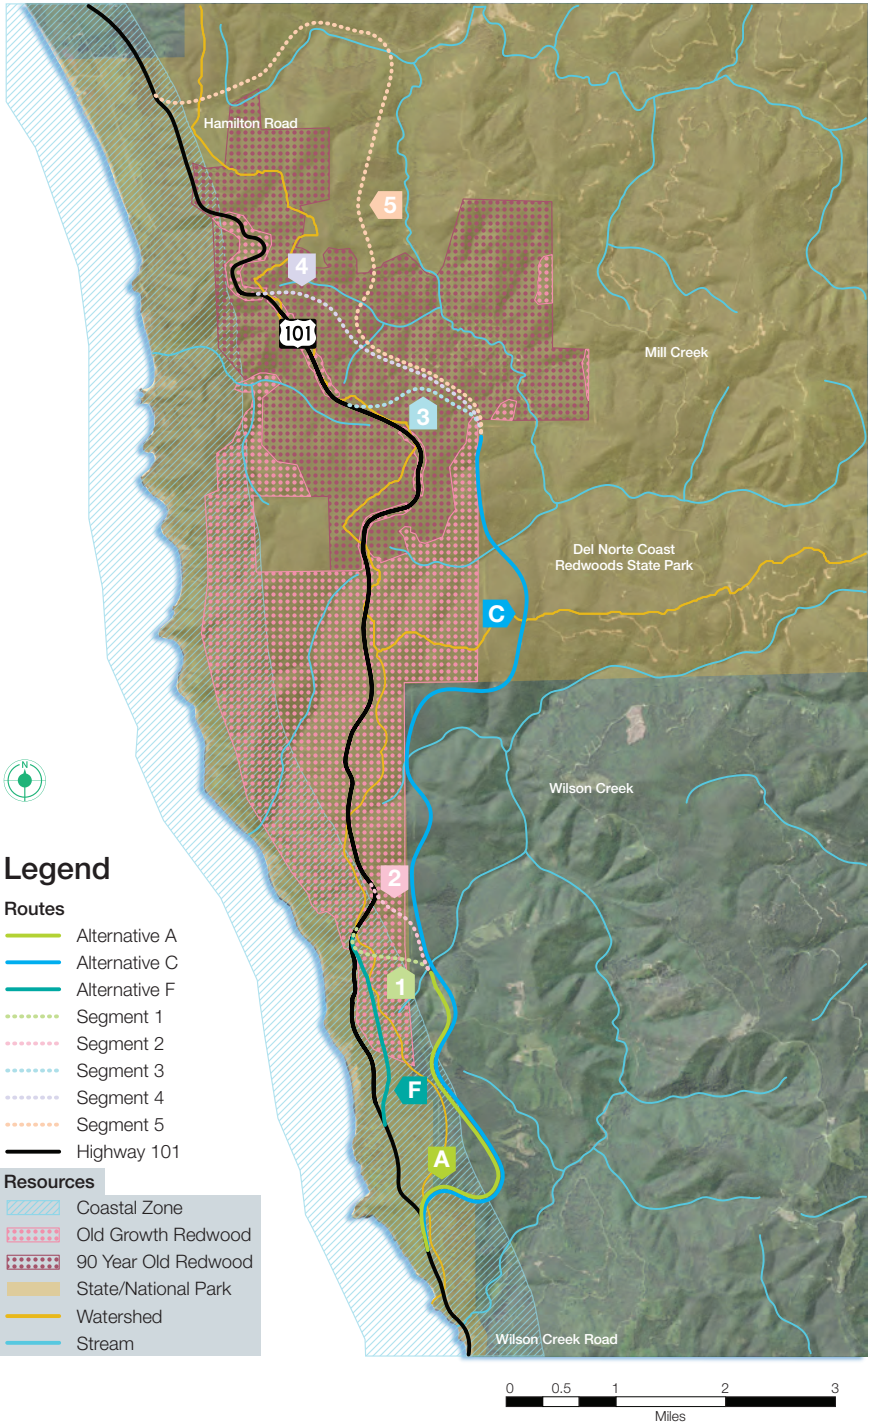 Hamilton Road
5
4
101
Mill Creek
3
Del Norte Coast
Redwoods State Park
C
N
Wilson Creek
2
1
F
A
Wilson Creek Road
Legend
Routes
Alternative A
Alternative C
Alternative F
Segment 1
Segment 2
Segment 3
Segment 4
Segment 5
Highway 101
Resources
Coastal Zone
Old Growth Redwood
90 Year Old Redwood
State/National Park
Watershed
Stream
0 0.5 1 2 3
Miles